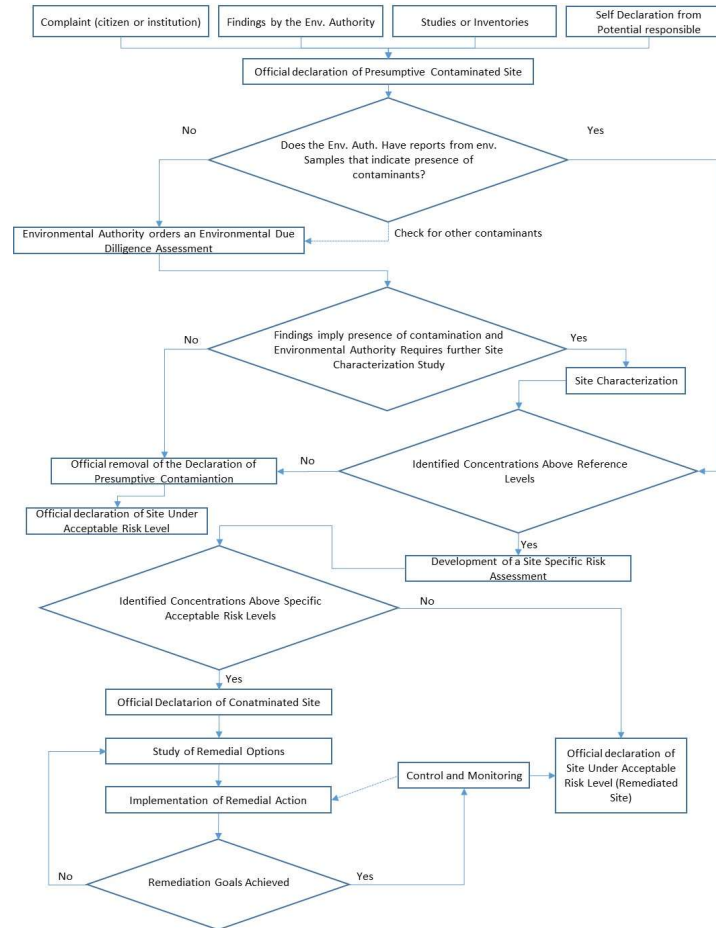 Complaint (citizen or institution)
Findings by the Env. Authority
Studies or Inventories
Self Declaration from
Potential responsible
Official declaration of Presumptive Contaminated Site
No
Yes
Does the Env. Auth. Have reports from env.
Samples that indicate presence of
contaminants?
Check for other contaminants
Environmental Authority orders an Environmental Due
Dilligence Assessment
No
Findings imply presence of contamination and
Environmental Authority Requires further Site
Characterization Study
Yes
Site Characterization
Official removal of the Declaration of
Presumptive Contamiantion
No
Identified Concentrations Above Reference
Levels
Official declaration of Site Under
Acceptable Risk Level
Yes
Development of a Site Specific Risk
Assessment
Identified Concentrations Above Specific
Acceptable Risk Levels
No
Yes
Official Declatarion of Conatminated Site
Study of Remedial Options
Implementation of Remedial Action
Control and Monitoring
Official declaration of
Site Under Acceptable
Risk Level (Remediated
Site)
No
Remediation Goals Achieved
Yes